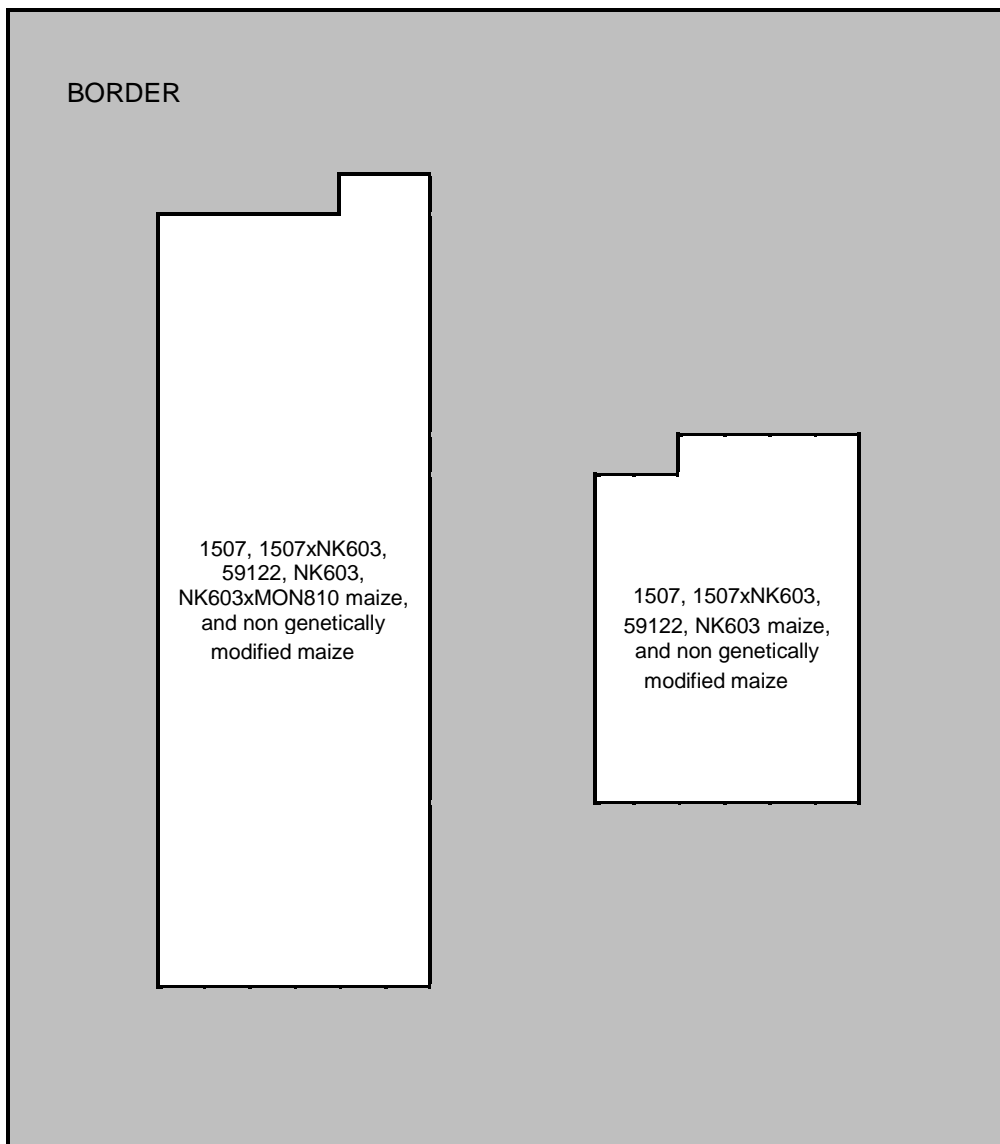 BORDER
1507, 1507xNK603,
59122, NK603,
NK603xMON810 maize,
and non genetically
modified maize
1507, 1507xNK603,
59122, NK603 maize,
and non genetically
modified maize